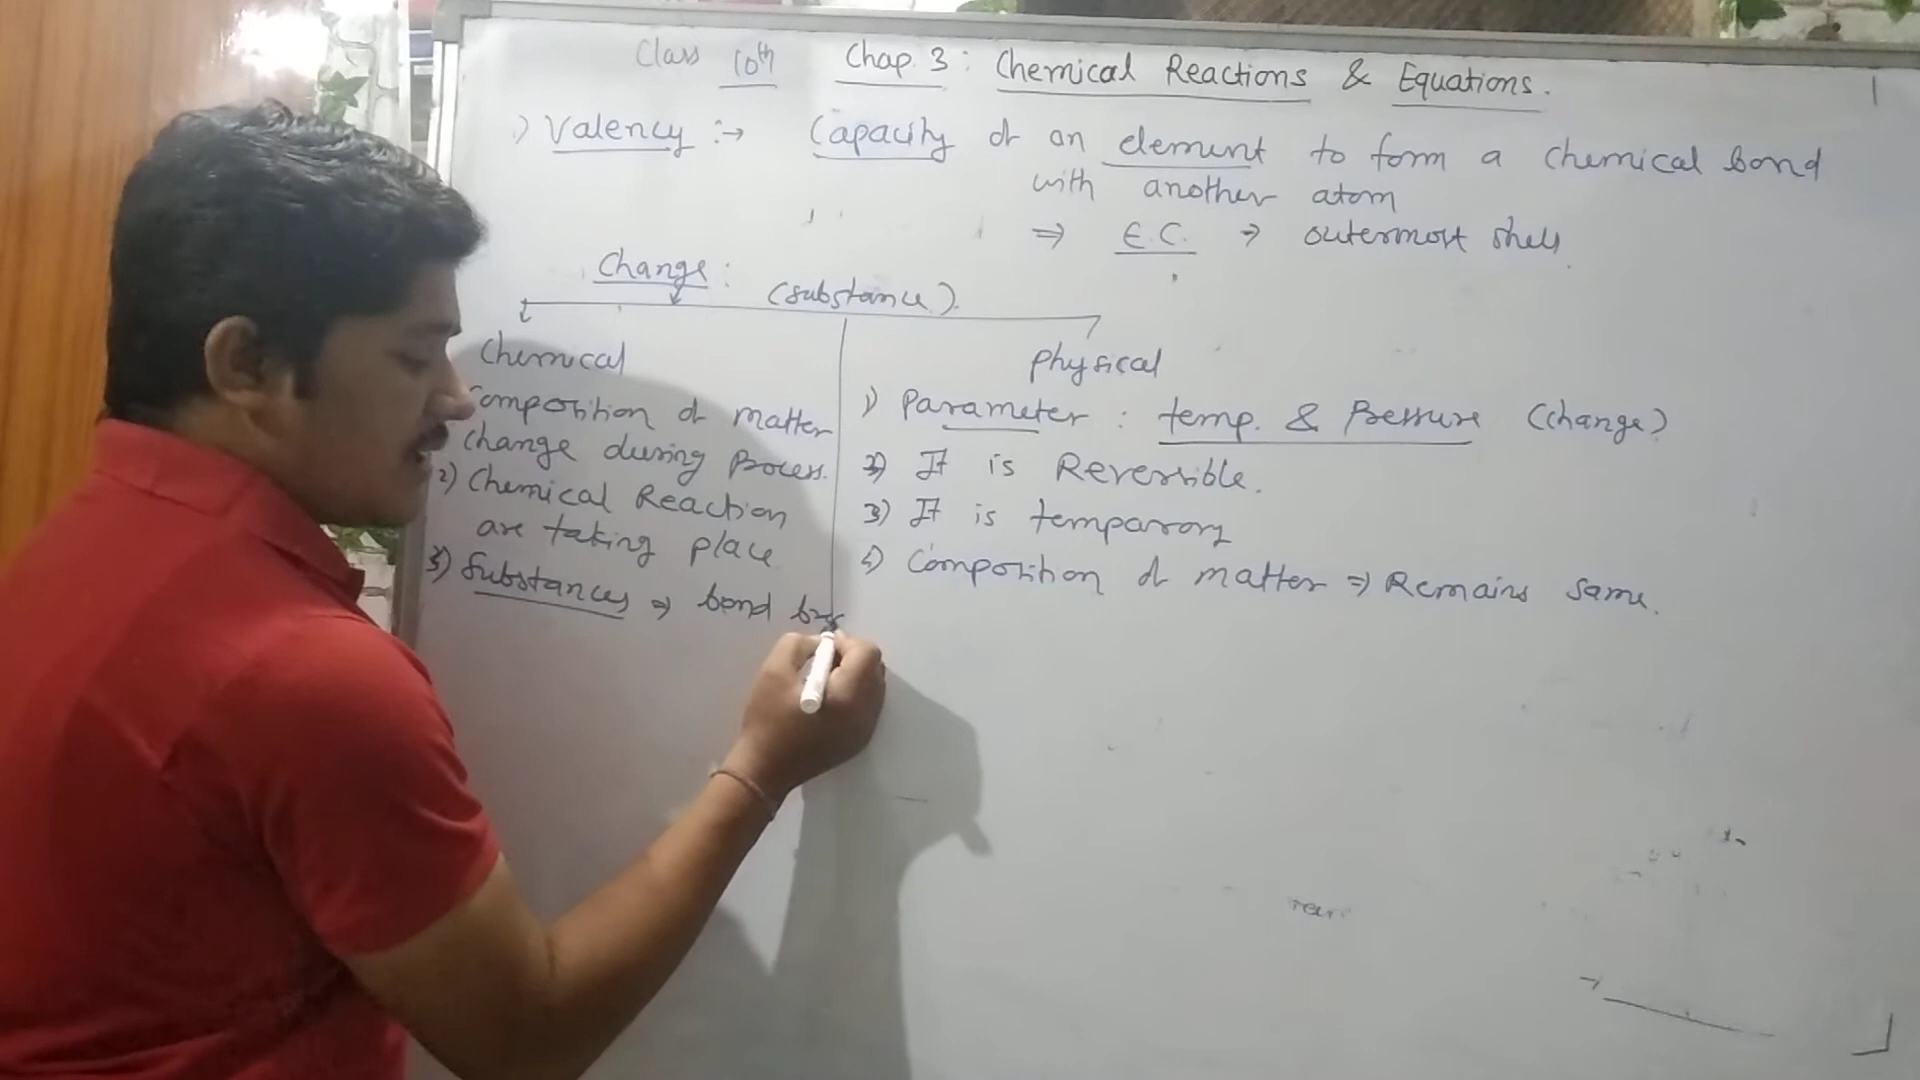 Class 10th Chap. 3: Chemical Reactions & Equations.
1) Valency :→ Capacity of an element to form a chemical bond
with another atom
⇒ E.C. → outermost shell
Change:
(substance).
Chemical
Composition of matter
change during process.
2) Chemical Reaction
are taking place
3) Substances ⇒ bond
Physical
1) Parameter : temp. & Pressure (change)
2) It is Reversible.
3) It is temparory
4) Composition of matter ⇒ Remains same.